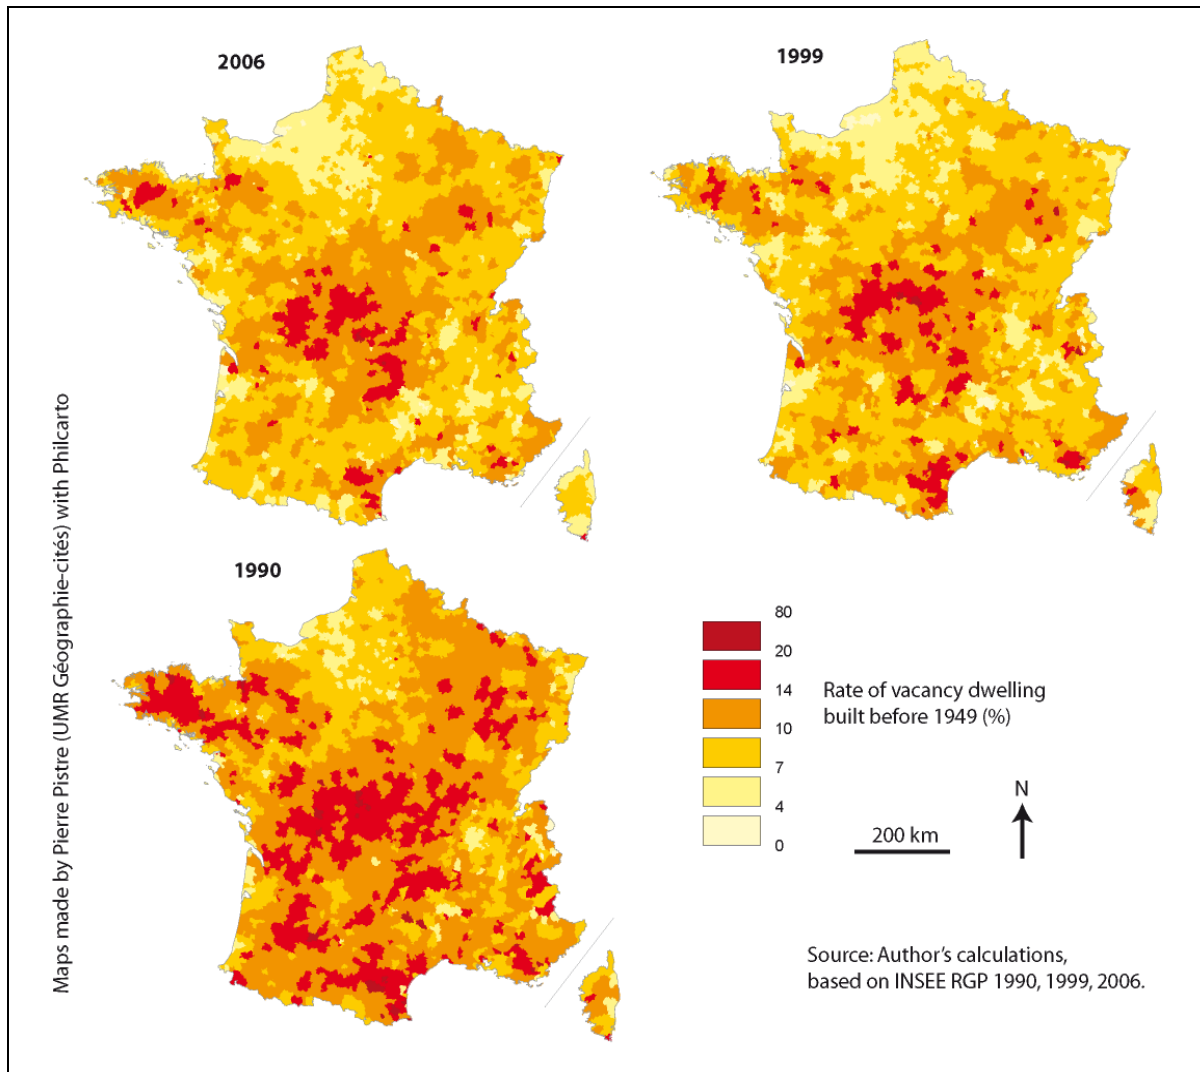 2006
1999
1990
Maps made by Pierre Pistre (UMR Géographie-cités) with Philcarto
80
20
14
10
7
4
0
Rate of vacancy dwelling
built before 1949 (%)
200 km
N
Source: Author's calculations,
based on INSEE RGP 1990, 1999, 2006.